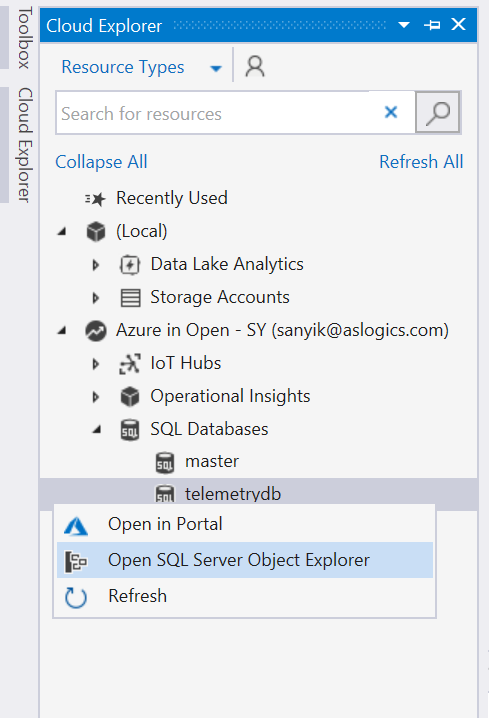 Toolbox
Cloud Explorer
Cloud Explorer
Resource Types
Search for resources
Collapse All
Refresh All
Recently Used
(Local)
Data Lake Analytics
Storage Accounts
Azure in Open - SY (sanyik@aslogics.com)
IoT Hubs
Operational Insights
SQL Databases
master
telemetrydb
Open in Portal
Open SQL Server Object Explorer
Refresh